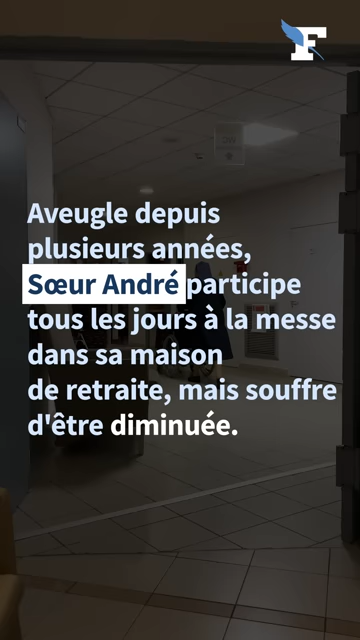 F
Aveugle depuis
plusieurs années,
Sœur André participe
tous les jours à la messe
dans sa maison
de retraite, mais souffre
d'être diminuée.